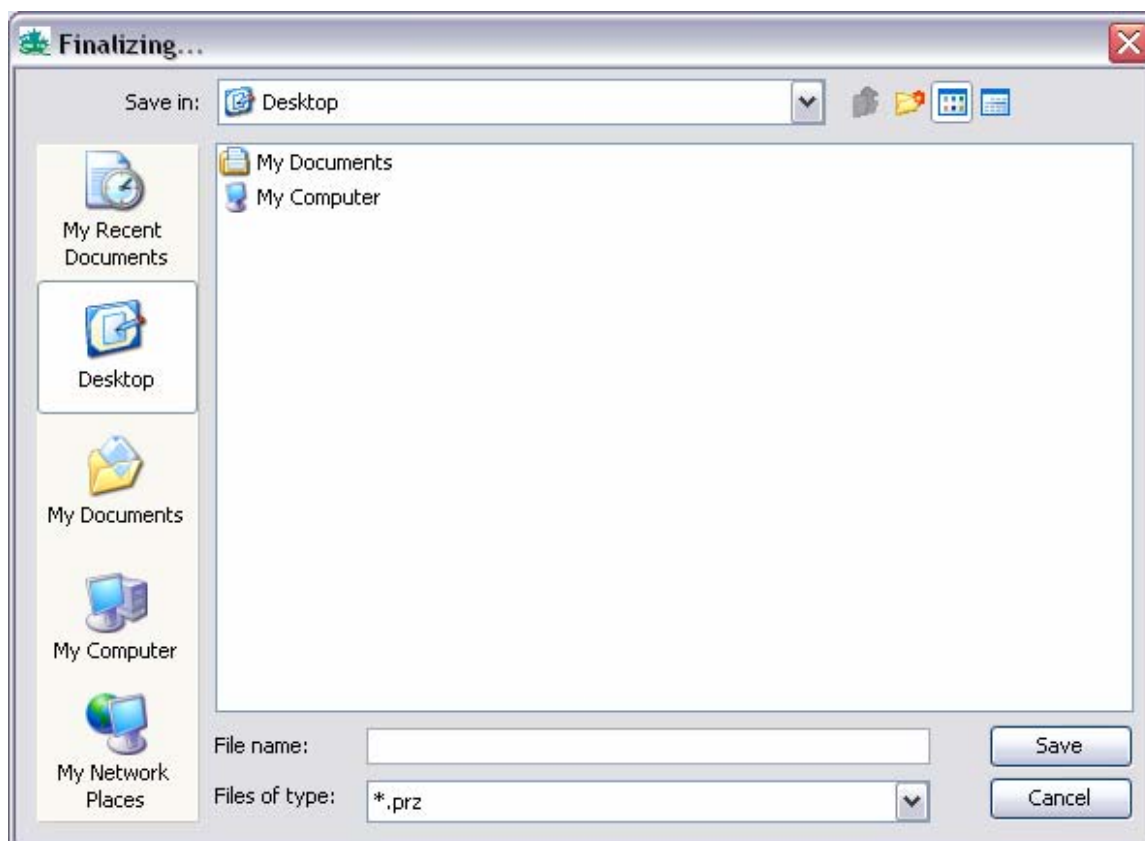 Finalizing...
Save in:
Desktop
My Recent
Documents
Desktop
My Documents
My Computer
My Network
Places
My Documents
My Computer
File name:
Save
Files of type:
*.prz
Cancel